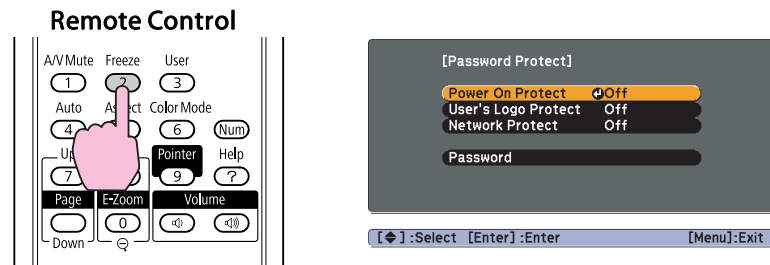 Remote Control
A/V Mute Freeze User
1 2 3
Auto Color Mode
4 6 Num
Pointer Help
7 9 ?
Page E-Zoom Volume
0
Down
[Password Protect]
Power On Protect Off
User's Logo Protect Off
Network Protect Off
Password
[ ] :Select [Enter] :Enter [Menu]:Exit